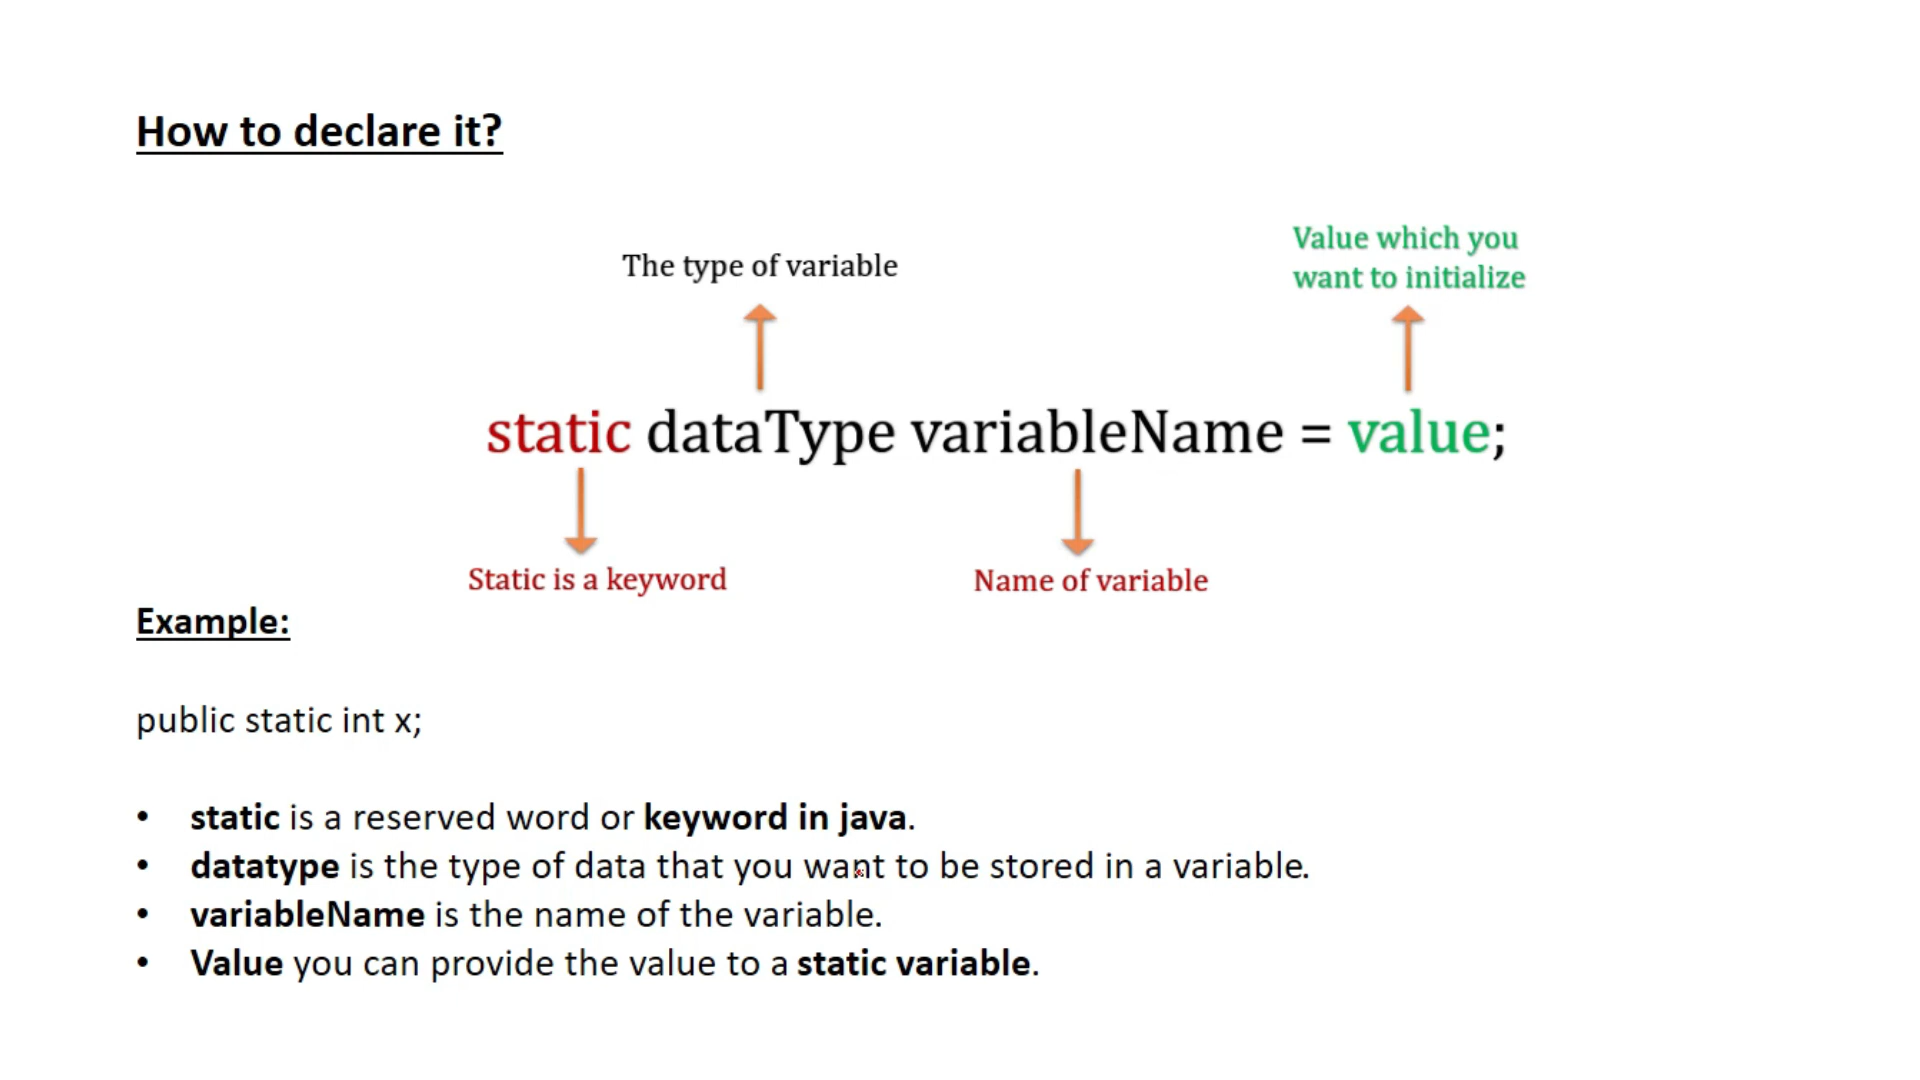 How to declare it?
The type of variable
Value which you
want to initialize
static dataType variableName = value;
Static is a keyword
Name of variable
Example:
public static int x;
• static is a reserved word or keyword in java.
• datatype is the type of data that you want to be stored in a variable.
• variableName is the name of the variable.
• Value you can provide the value to a static variable.